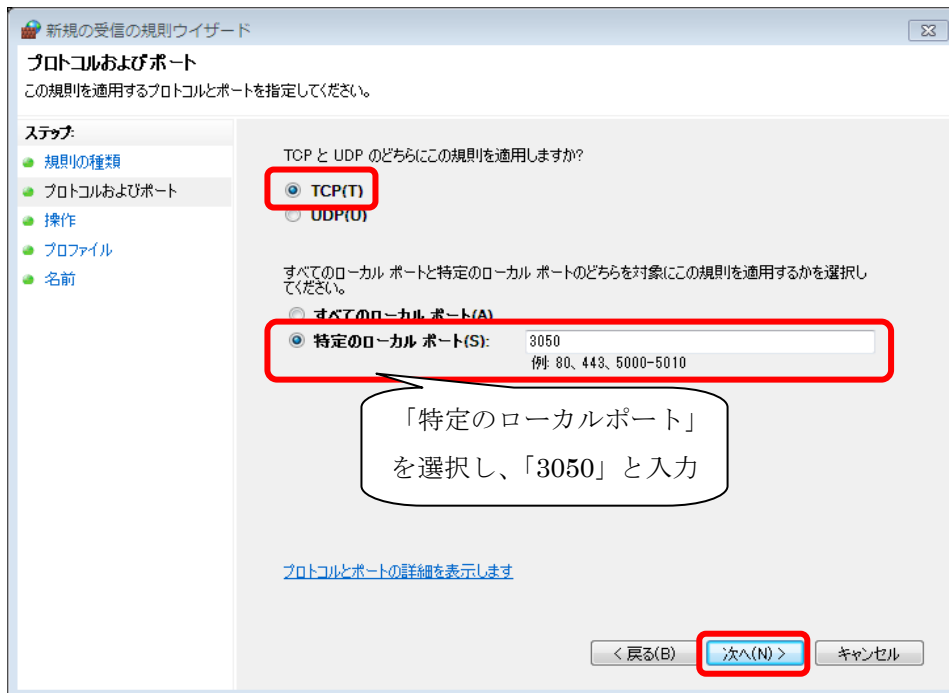 新規の受信の規則ウィザード
プロトコルおよびポート
この規則を適用するプロトコルとポートを指定してください。
ステップ:
規則の種類
プロトコルおよびポート
操作
プロファイル
名前
TCP と UDP のどちらにこの規則を適用しますか?
TCP(T)
UDP(U)
すべてのローカル ポートと特定のローカル ポートのどちらを対象にこの規則を適用するかを選択し
てください。
すべてのローカル ポート(A)
特定のローカル ポート(S):
3050
例: 80、443、5000-5010
「特定のローカルポート」
を選択し、「3050」と入力
プロトコルとポートの詳細を表示します
< 戻る(B)
次へ(N) >
キャンセル